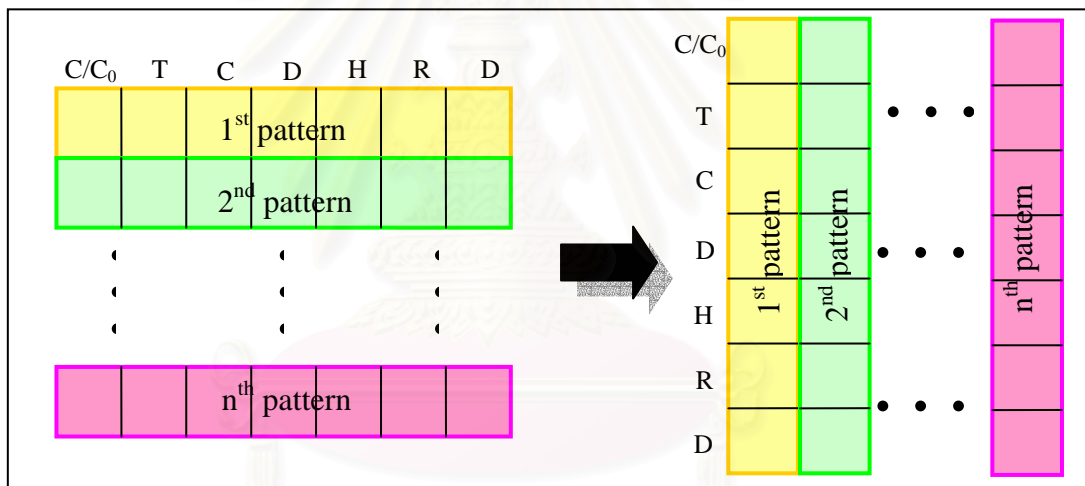 C/C₀ T C D H R D
1ˢᵗ pattern
2ⁿᵈ pattern
nᵗʰ pattern
C/C₀
T
C
D
H
R
D
1ˢᵗ pattern
2ⁿᵈ pattern
nᵗʰ pattern